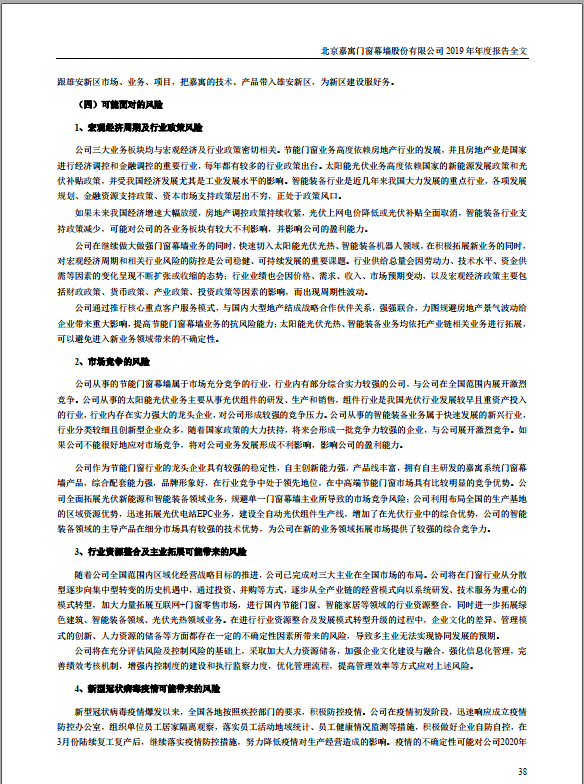 北京嘉寓门窗幕墙股份有限公司 2019 年年度报告全文
跟雄安新区市场、业务、项目，把嘉寓的技术、产品带入雄安新区，为新区建设服好务。
（四）可能面对的风险
1、宏观经济周期及行业政策风险
公司三大业务板块均与宏观经济及行业政策密切相关。节能门窗业务高度依赖房地产行业的发展，并且房地产业是国家
进行经济调控和金融调控的重要行业，每年都有较多的行业政策出台。太阳能光伏业务高度依赖国家的新能源发展政策和光
伏补贴政策，并受我国经济发展尤其是工业发展水平的影响。智能装备行业是近几年来我国大力发展的重点行业，各项发展
规划、金融资源支持政策、资本市场支持政策层出不穷，正处于政策风口。
如果未来我国经济增速大幅放缓，房地产调控政策持续收紧，光伏上网电价降低或光伏补贴全面取消，智能装备行业支
持政策减少，可能对公司的各业务板块有较大不利影响，并影响公司的盈利能力。
公司在继续做大做强门窗业务的同时，快速切入太阳能光伏光热、智能装备机器人领域，在积极拓展新业务的同时，
对宏观经济周期和相关行业风险的防控是公司稳健、可持续发展的重要课题。行业供给总量会因劳动力、技术水平、资金供
需等因素的变化呈现不断扩张或收缩的态势；行业业绩也会因价格、需求、收入、市场预期变动，以及宏观经济政策主要包
括财政政策、货币政策、产业政策、投资政策等因素的影响，而出现周期性波动。
公司通过推行核心重点客户服务模式，与国内大型地产结成战略合作伙伴关系，强强联合，力图规避房地产景气波动给
企业带来重大影响，提高节能门窗幕墙业务的抗风险能力；太阳能光伏光热、智能装备业务均依托产业链相关业务进行拓展，
可以避免进入新业务领域带来的不确定性。
2、市场竞争的风险
公司从事的节能门窗幕墙属于市场充分竞争的行业，行业内有部分综合实力较强的公司，与公司在全国范围内展开激烈
竞争。公司从事的太阳能光伏业务主要从事光伏组件的研发、生产和销售，组件行业是我国光伏行业发展较早且重资产投入
的行业，行业内存在实力强大的龙头企业，对公司形成较强的竞争压力。公司从事的智能装备业务属于快速发展的新兴行业，
行业分类较细且创新型企业众多，随着国家政策的大力扶持，将来会形成一批竞争力较强的企业，与公司展开激烈竞争。如
果公司不能很好地应对市场竞争，将对公司业务发展形成不利影响，影响公司的盈利能力。
公司作为节能门窗行业的龙头企业具有较强的稳定性，自主创新能力强，产品线丰富，拥有自主研发的嘉寓系统门窗幕
墙产品，综合配套能力强，品牌形象好，在行业竞争中处于领先地位，在中高端节能门窗市场具有比较明显的竞争优势。公
司全面拓展光伏新能源和智能装备领域业务，规避单一门窗幕墙主业所导致的市场竞争风险；公司利用布局全国的生产基地
的区域资源优势，迅速拓展光伏电站EPC业务，建设全自动光伏组件生产线，增加了在光伏行业中的综合优势，公司的智能
装备领域的主导产品在细分市场具有较强的技术优势，为公司在新的业务领域拓展市场提供了较强的综合竞争力。
3、行业资源整合及主业拓展可能带来的风险
随着公司全国范围内区域化经营战略目标的推进，公司已完成对三大主业在全国市场的布局。公司将在门窗行业从分散
型逐步向集中型转变的历史机遇中，通过投资、并购等方式，逐步从全产业链的经营模式向以系统研发、技术服务为重心的
模式转型，加大力量拓展互联网+门窗零售市场，进行国内节能门窗、智能家居等领域的行业资源整合，同时进一步拓展绿
色建筑、智能装备领域、光伏光热领域业务。在进行行业资源整合及发展模式转型升级的过程中，企业文化的差异、管理模
式的创新、人力资源的储备等方面都存在一定的不确定性因素所带来的风险，导致多主业无法实现协同发展的预期。
公司将在充分评估风险及控制风险的基础上，采取加大人力资源储备，加强企业文化建设与融合，强化信息化管理，完
善绩效考核机制，增强内控制度的建设和执行监察力度，优化管理流程，提高管理效率等方式应对上述风险。
4、新型冠状病毒疫情可能带来的风险
新型冠状病毒疫情爆发以来，全国各地按照疾控部门的要求，积极防控疫情。公司在疫情初发阶段，迅速响应成立疫情
防控办公室，组织单位员工居家隔离观察，落实员工活动地域统计、员工健康情况监测等措施，积极做好企业自防自控，在
3月份陆续复工复产后，继续落实疫情防控措施，努力降低疫情对生产经营造成的影响。疫情的不确定性可能对公司2020年
38